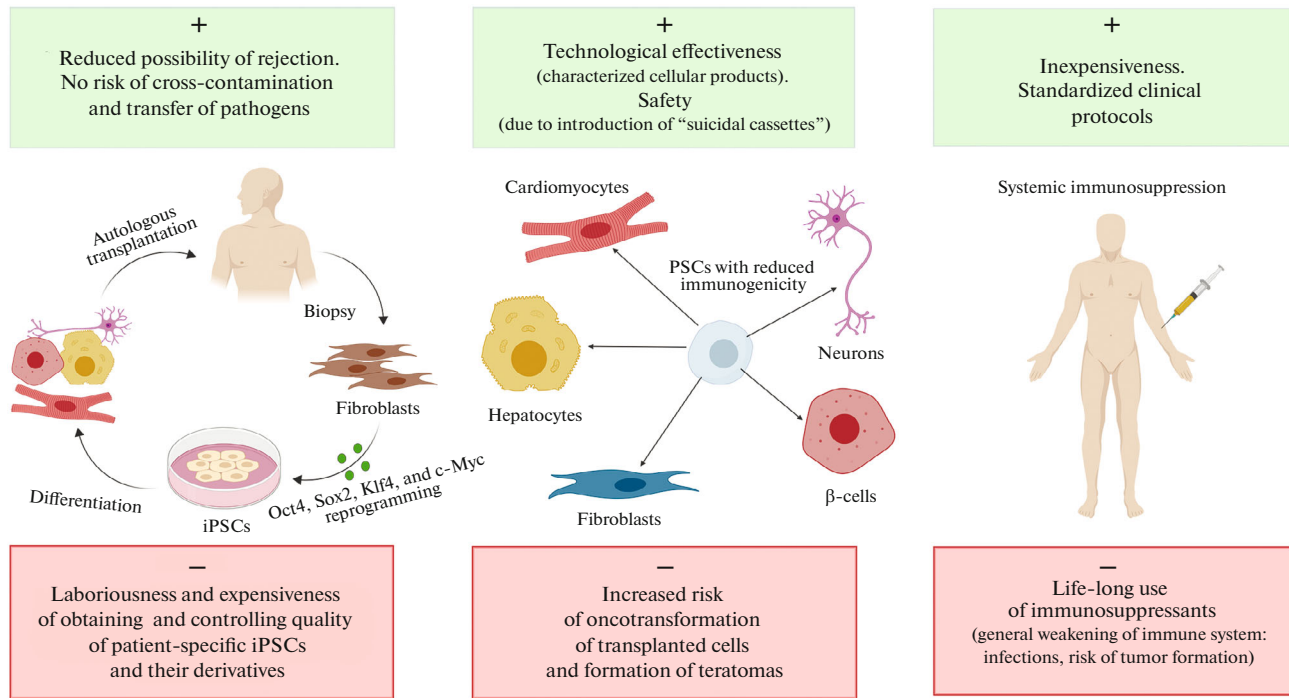 +
Reduced possibility of rejection.
No risk of cross-contamination
and transfer of pathogens
+
Technological effectiveness
(characterized cellular products).
Safety
(due to introduction of “suicidal cassettes”)
+
Inexpensiveness.
Standardized clinical
protocols
Autologous
transplantation
Biopsy
Fibroblasts
Oct4, Sox2, Klf4, and c-Myc
reprogramming
iPSCs
Differentiation
Cardiomyocytes
PSCs with reduced
immunogenicity
Neurons
Hepatocytes
β-cells
Fibroblasts
Systemic immunosuppression
−
Laboriousness and expensiveness
of obtaining and controlling quality
of patient-specific iPSCs
and their derivatives
−
Increased risk
of oncotransformation
of transplanted cells
and formation of teratomas
−
Life-long use
of immunosuppressants
(general weakening of immune system:
infections, risk of tumor formation)